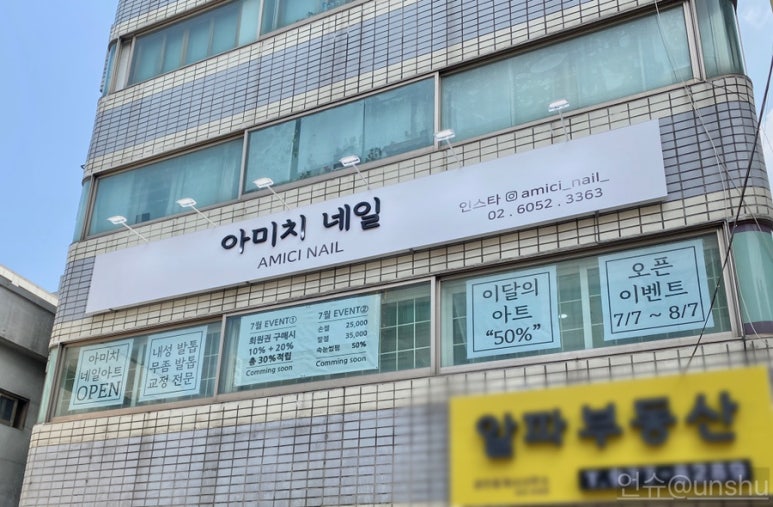 아미치 네일
AMICI NAIL
인스타 amici_nail_
02 . 6052 . 3363
아미치
네일아트
OPEN
내성 발톱
무좀 발톱
교정 전문
7월 EVENT①
회원권 구매시
10% + 20%
총 30%적립
Comming soon
7월 EVENT②
손젤 25,000
발젤 35,000
속눈썹펌 50%
Comming soon
이달의
아트
“50%”
오픈
이벤트
7/7 ~ 8/7
알파부동산
언슈@unshu